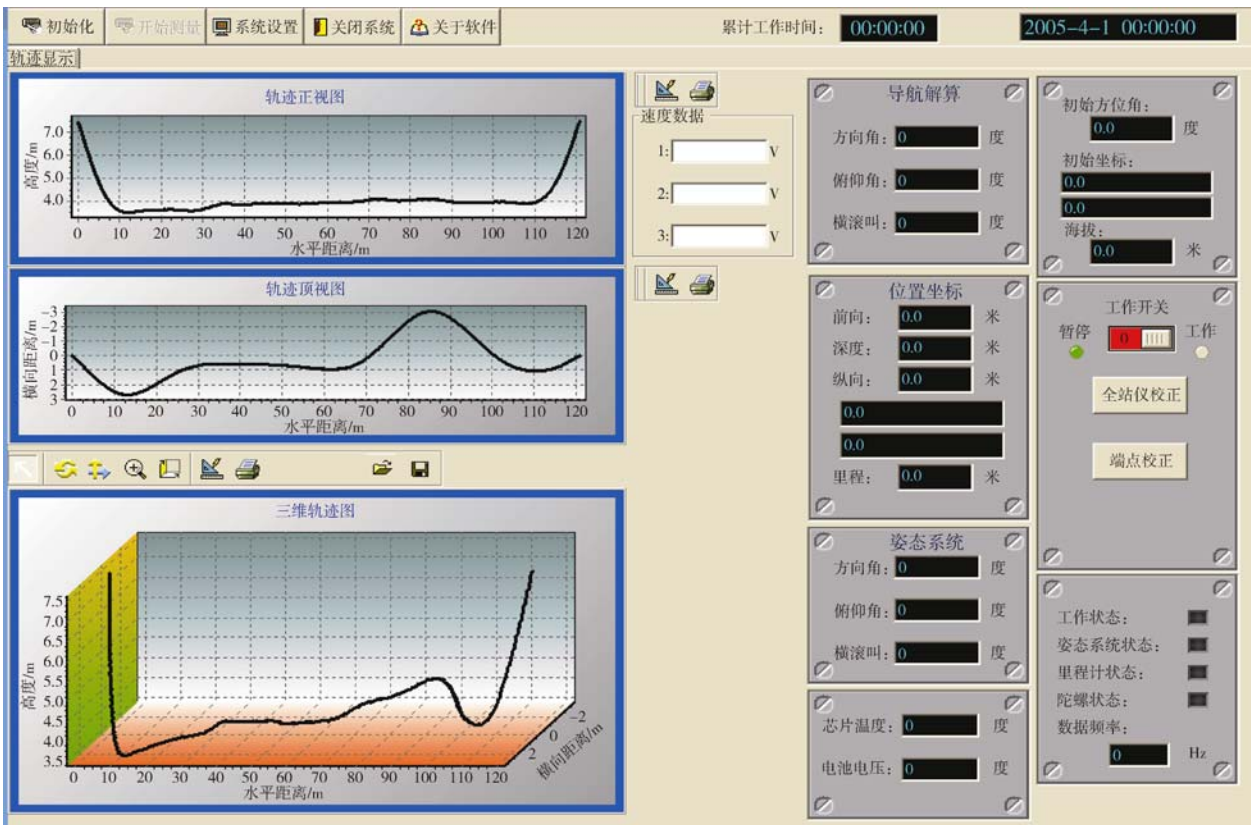 初始化 开始测量 系统设置 关闭系统 关于软件 累计工作时间： 00:00:00 2005-4-1 00:00:00
轨迹显示
轨迹正视图
高度/m
7.0
6.0
5.0
4.0
0 10 20 30 40 50 60 70 80 90 100 110 120
水平距离/m
轨迹顶视图
横向距离/m
-3
-2
-1
0
1
2
3
0 10 20 30 40 50 60 70 80 90 100 110 120
水平距离/m
三维轨迹图
高度/m
7.5
7.0
6.5
6.0
5.5
5.0
4.5
4.0
3.5
0 10 20 30 40 50 60 70 80 90 100 110 120
水平距离/m
-2
0
2
横向距离/m
速度数据
1: V
2: V
3: V
导航解算
方向角：0 度
俯仰角：0 度
横滚叫：0 度
位置坐标
前向： 0.0 米
深度： 0.0 米
纵向： 0.0 米
0.0
0.0
里程： 0.0 米
姿态系统
方向角：0 度
俯仰角：0 度
横滚叫：0 度
芯片温度：0 度
电池电压：0 度
初始方位角：
0.0 度
初始坐标：
0.0
0.0
海拔：
0.0 米
工作开关
暂停 0 工作
全站仪校正
端点校正
工作状态：
姿态系统状态：
里程计状态：
陀螺状态：
数据频率：
0 Hz